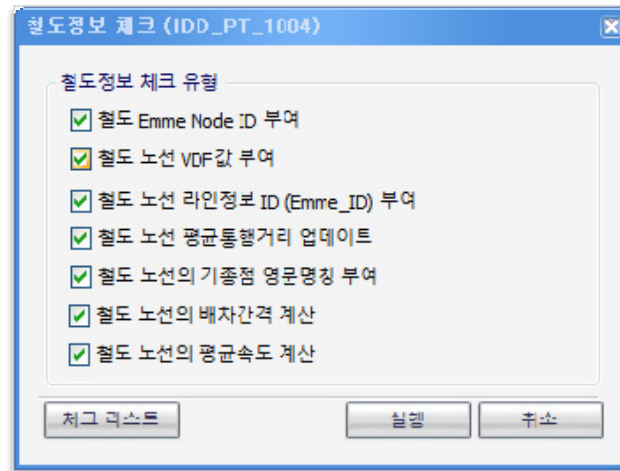 철도정보 체크 (IDD_PT_1004)
철도정보 체크 유형
철도 Emme Node ID 부여
철도 노선 VDF값 부여
철도 노선 라인정보 ID (Emme_ID) 부여
철도 노선 평균통행거리 업데이트
철도 노선의 기종점 영문명칭 부여
철도 노선의 배차간격 계산
철도 노선의 평균속도 계산
체크 리스트
실행
취소